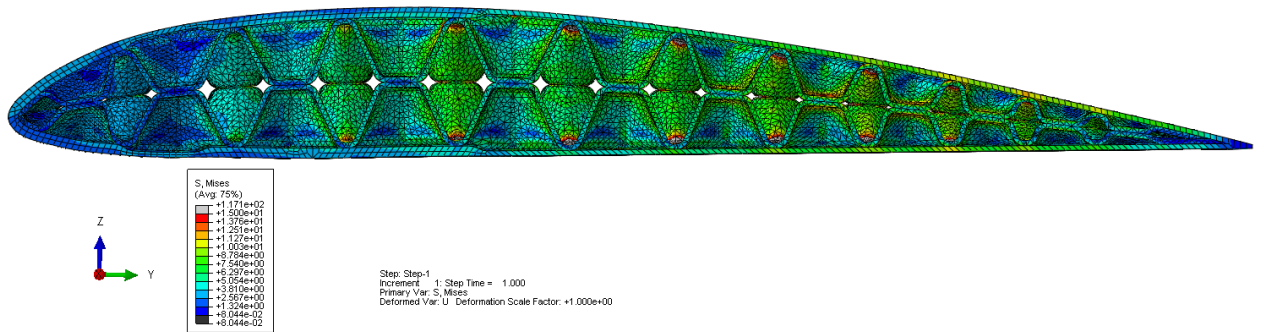 S, Mises
(Avg: 75%)
+1.171e+02
+1.500e+01
+1.376e+01
+1.251e+01
+1.127e+01
+1.003e+01
+8.784e+00
+7.540e+00
+6.297e+00
+5.054e+00
+3.810e+00
+2.567e+00
+1.324e+00
+8.044e-02
+8.044e-02
Z
Y
Step: Step-1
Increment 1: Step Time = 1.000
Primary Var: S, Mises
Deformed Var: U Deformation Scale Factor: +1.000e+00